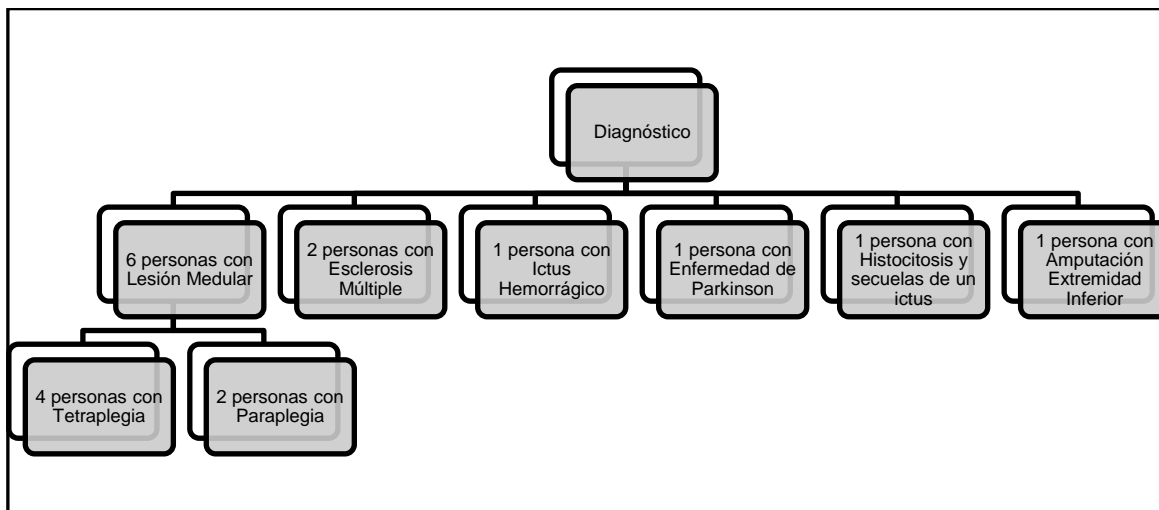 Diagnóstico
6 personas con
Lesión Medular
2 personas con
Esclerosis
Múltiple
1 persona con
Ictus
Hemorrágico
1 persona con
Enfermedad de
Parkinson
1 persona con
Histocitosis y
secuelas de un
ictus
1 persona con
Amputación
Extremidad
Inferior
4 personas con
Tetraplegia
2 personas con
Paraplegia